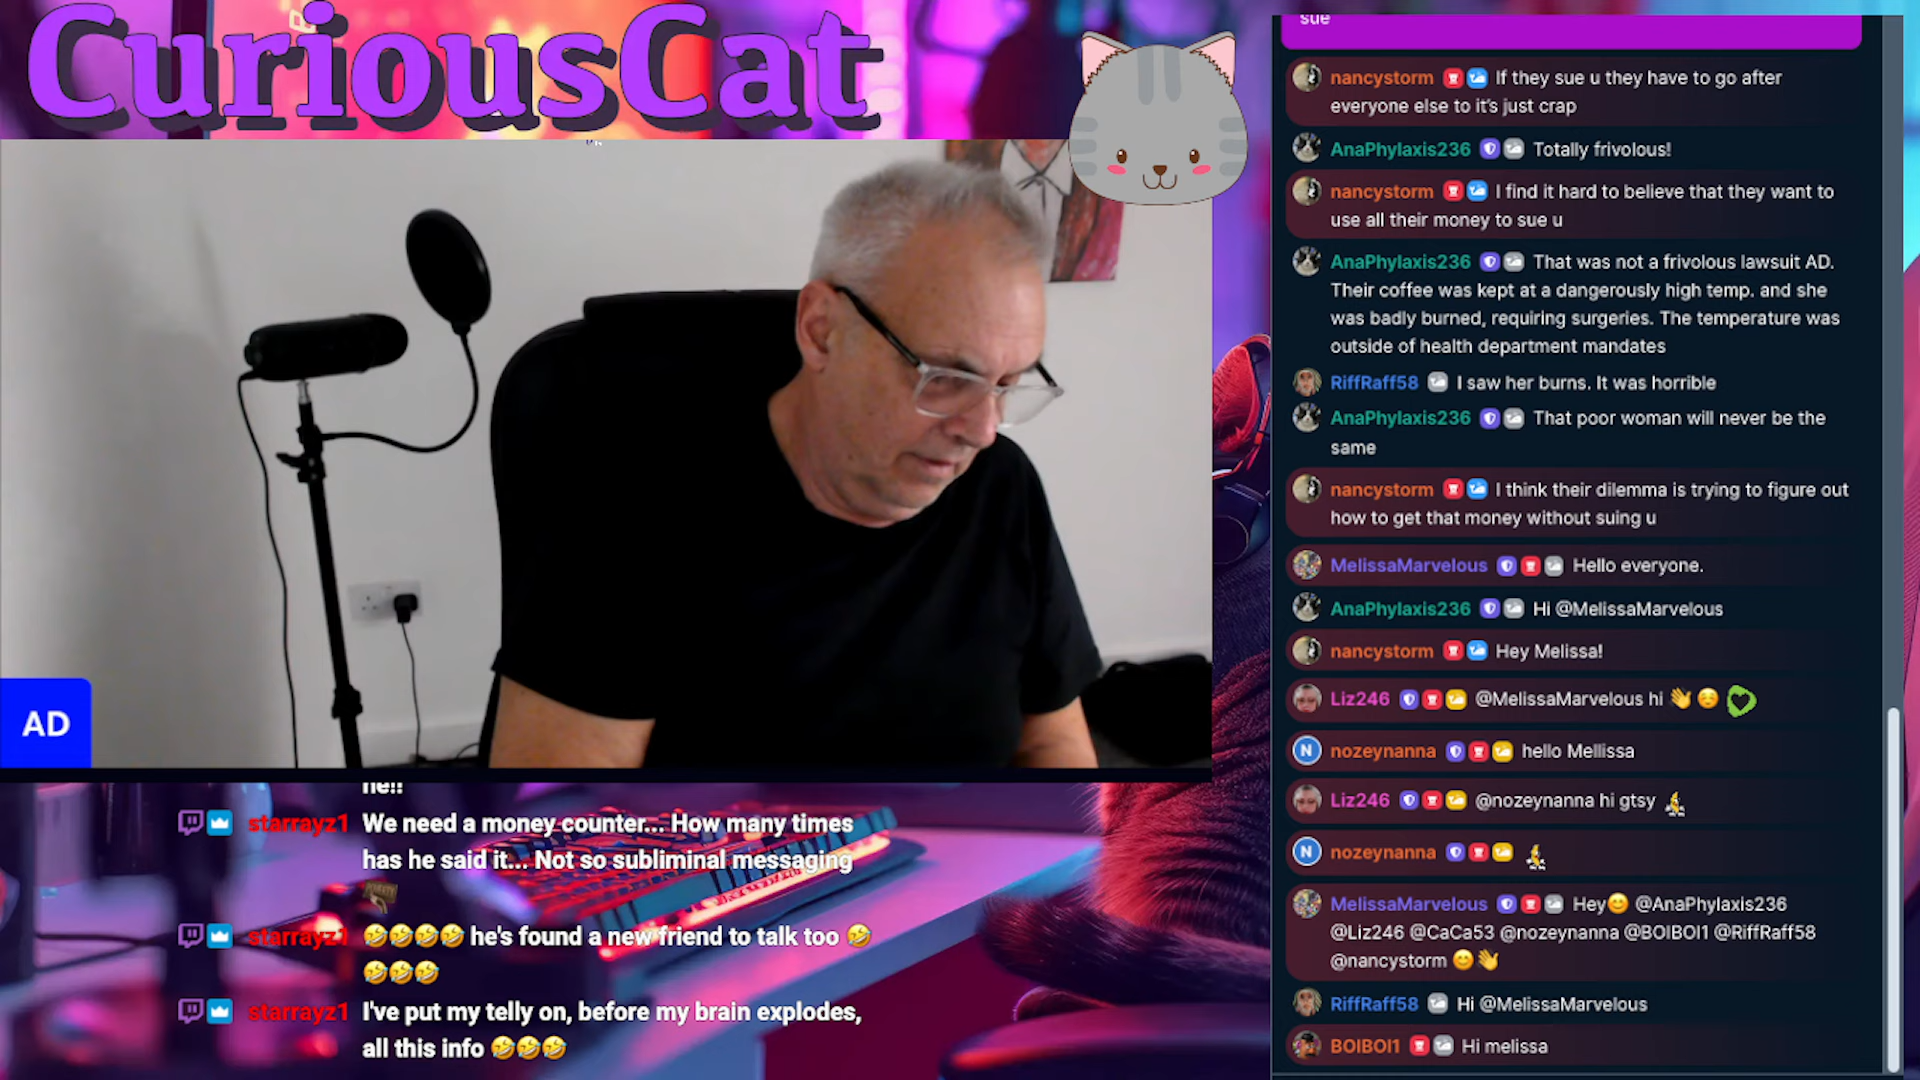 CuriousCat
AD
he!!
starrayz1 We need a money counter... How many times
has he said it... Not so subliminal messaging
starrayz1 🤣🤣🤣🤣 he's found a new friend to talk too 🤣
🤣🤣🤣
starrayz1 I've put my telly on, before my brain explodes,
all this info 🤣🤣🤣
sue
nancystorm If they sue u they have to go after
everyone else to it's just crap
AnaPhylaxis236 Totally frivolous!
nancystorm I find it hard to believe that they want to
use all their money to sue u
AnaPhylaxis236 That was not a frivolous lawsuit AD.
Their coffee was kept at a dangerously high temp. and she
was badly burned, requiring surgeries. The temperature was
outside of health department mandates
RiffRaff58 I saw her burns. It was horrible
AnaPhylaxis236 That poor woman will never be the
same
nancystorm I think their dilemma is trying to figure out
how to get that money without suing u
MelissaMarvelous Hello everyone.
AnaPhylaxis236 Hi @MelissaMarvelous
nancystorm Hey Melissa!
Liz246 @MelissaMarvelous hi 👋 ☺️
N nozeynanna hello Mellissa
Liz246 @nozeynanna hi gtsy
N nozeynanna
MelissaMarvelous Hey😊 @AnaPhylaxis236
@Liz246 @CaCa53 @nozeynanna @BOIBOI1 @RiffRaff58
@nancystorm 😊👋
RiffRaff58 Hi @MelissaMarvelous
BOIBOI1 Hi melissa